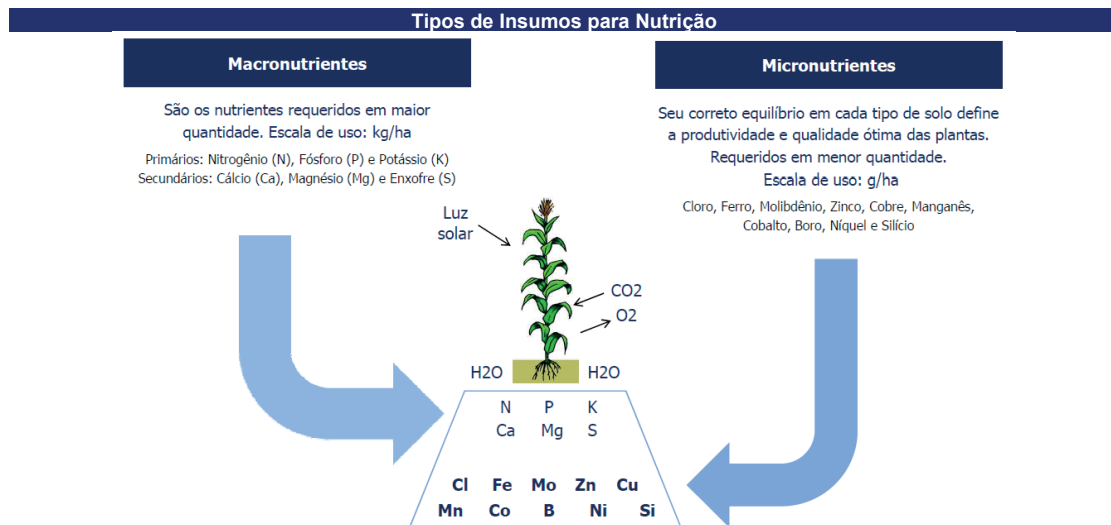 Tipos de Insumos para Nutrição
Macronutrientes
São os nutrientes requeridos em maior
quantidade. Escala de uso: kg/ha
Primários: Nitrogênio (N), Fósforo (P) e Potássio (K)
Secundários: Cálcio (Ca), Magnésio (Mg) e Enxofre (S)
Micronutrientes
Seu correto equilíbrio em cada tipo de solo define
a produtividade e qualidade ótima das plantas.
Requeridos em menor quantidade.
Escala de uso: g/ha
Cloro, Ferro, Molibdênio, Zinco, Cobre, Manganês,
Cobalto, Boro, Níquel e Silício
Luz
solar
CO2
O2
H2O H2O
N P K
Ca Mg S
Cl Fe Mo Zn Cu
Mn Co B Ni Si